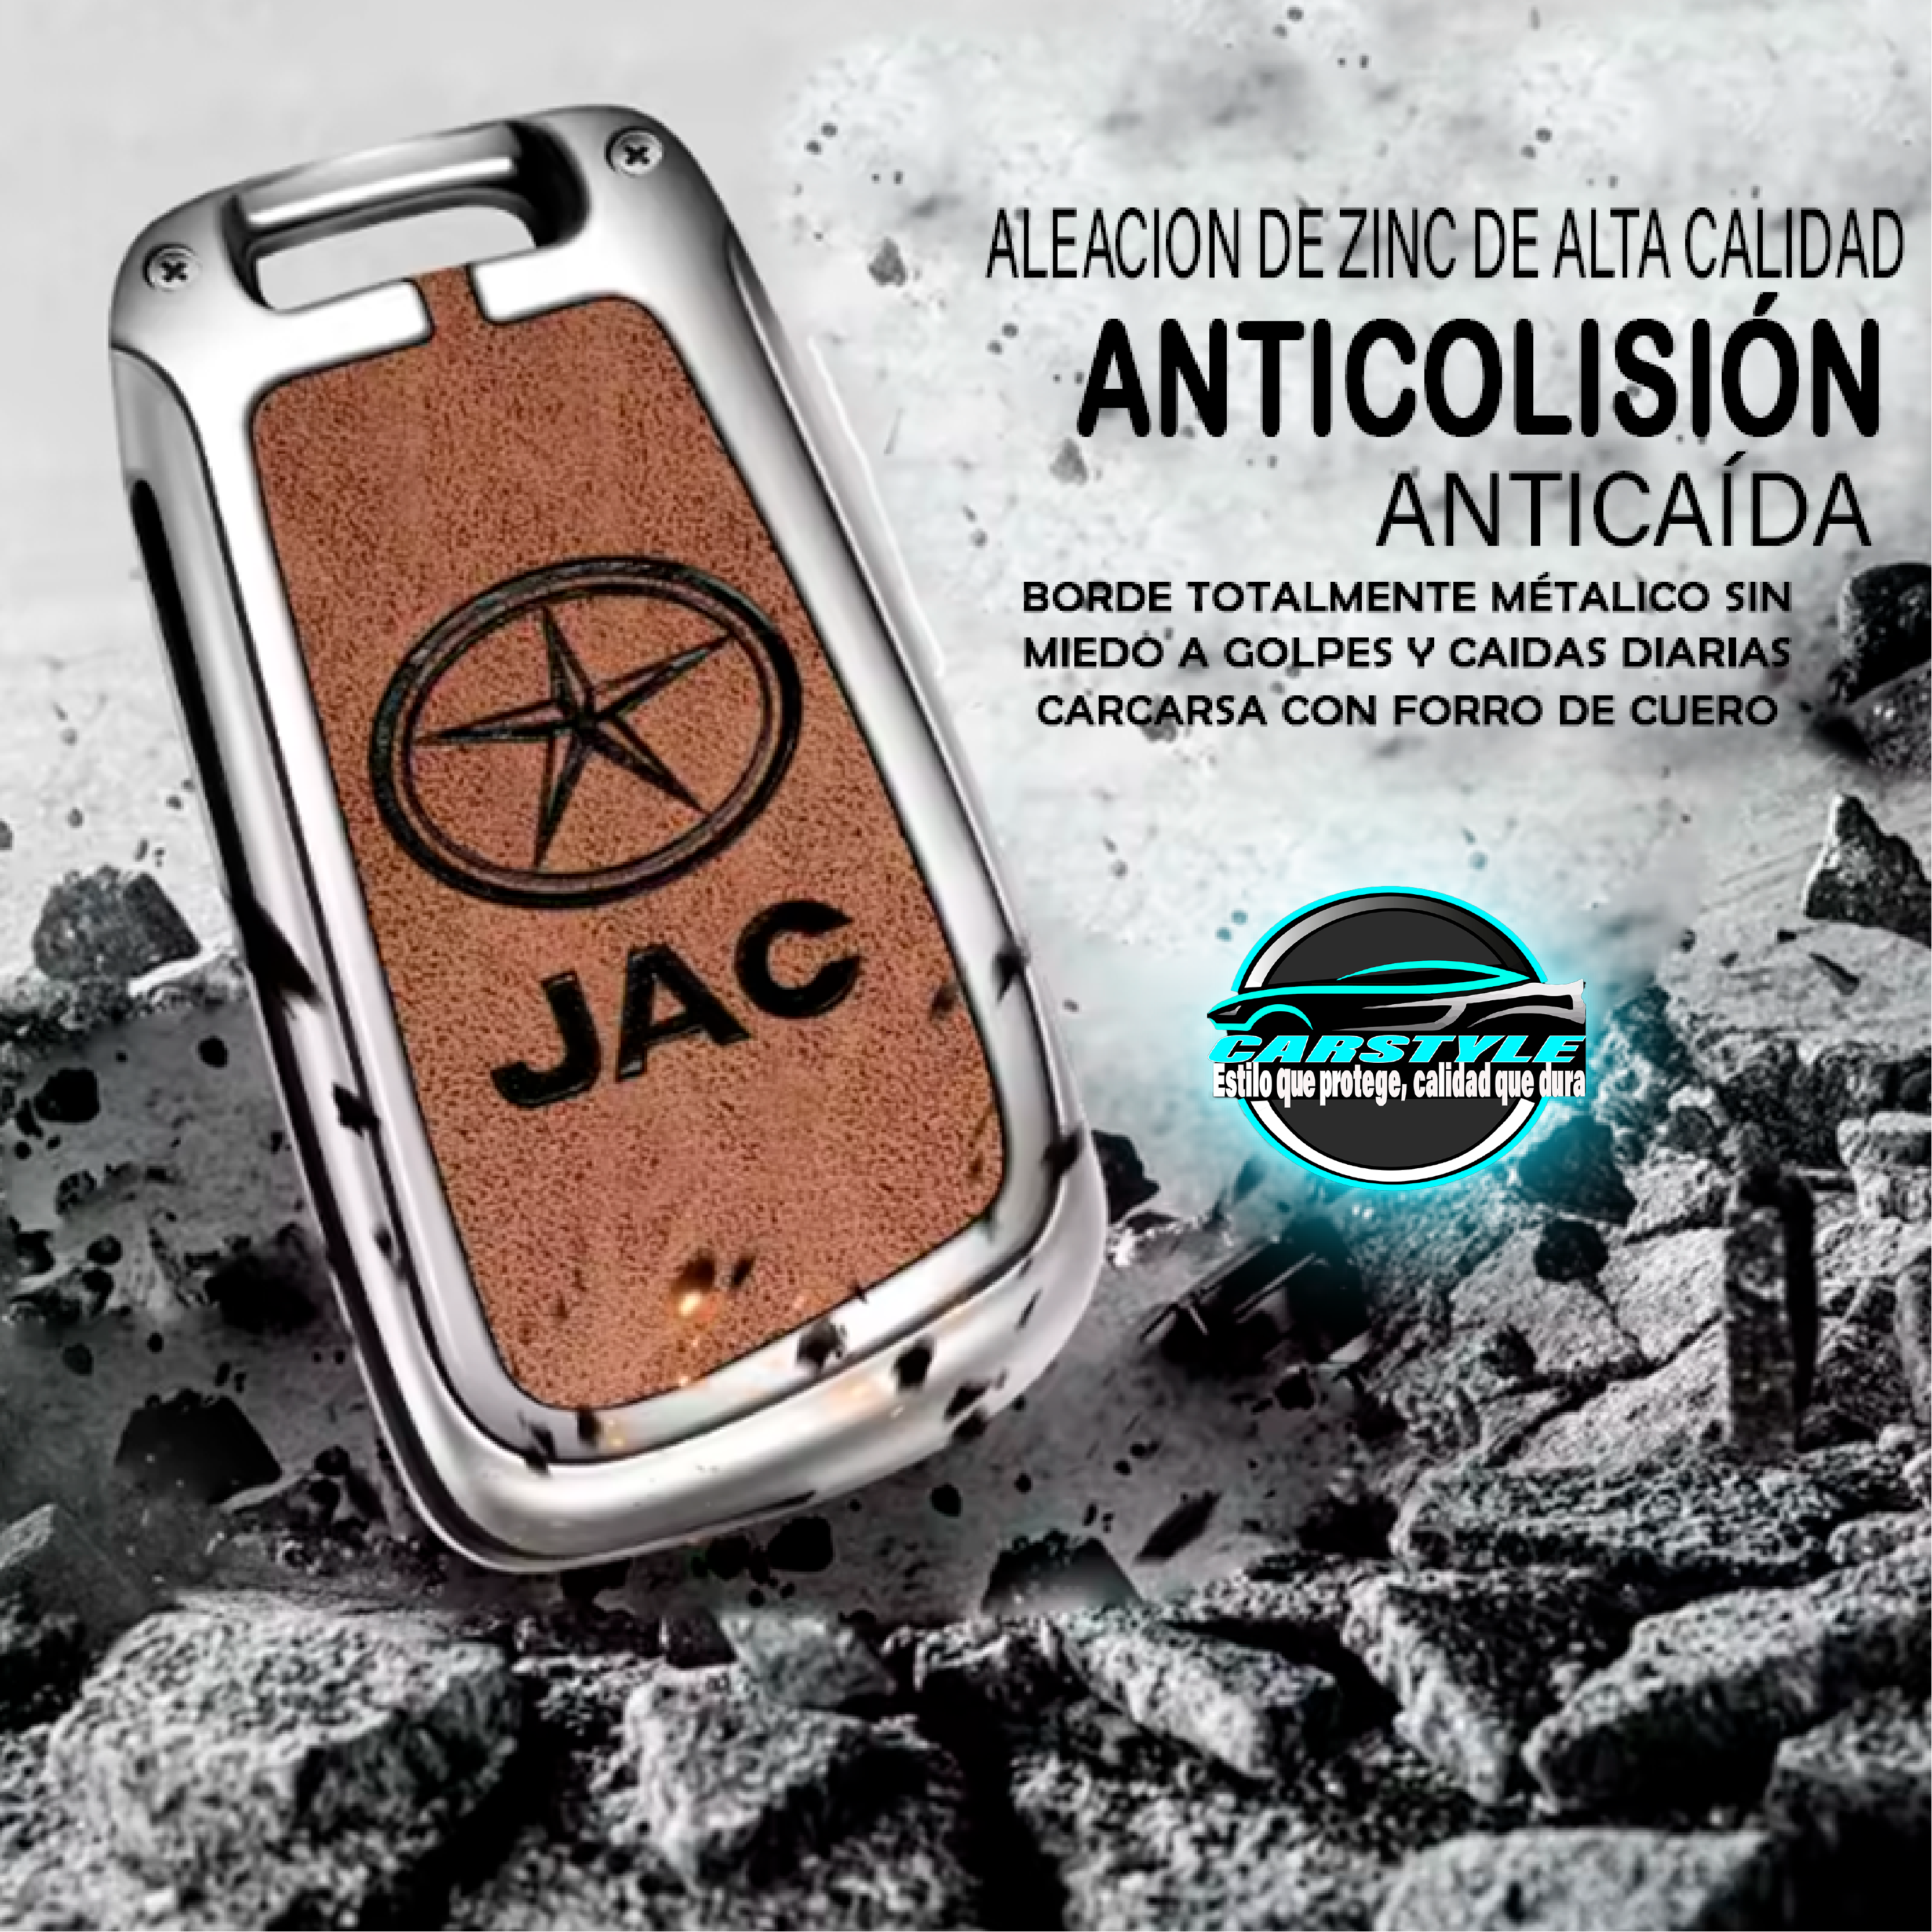 ALEACION DE ZINC DE ALTA CALIDAD
ANTICOLISIÓN
ANTICAÍDA
BORDE TOTALMENTE MÉTALICO SIN
MIEDO A GOLPES Y CAIDAS DIARIAS
CARCARSA CON FORRO DE CUERO
JAC
CARSTYLE
Estilo que protege, calidad que dura